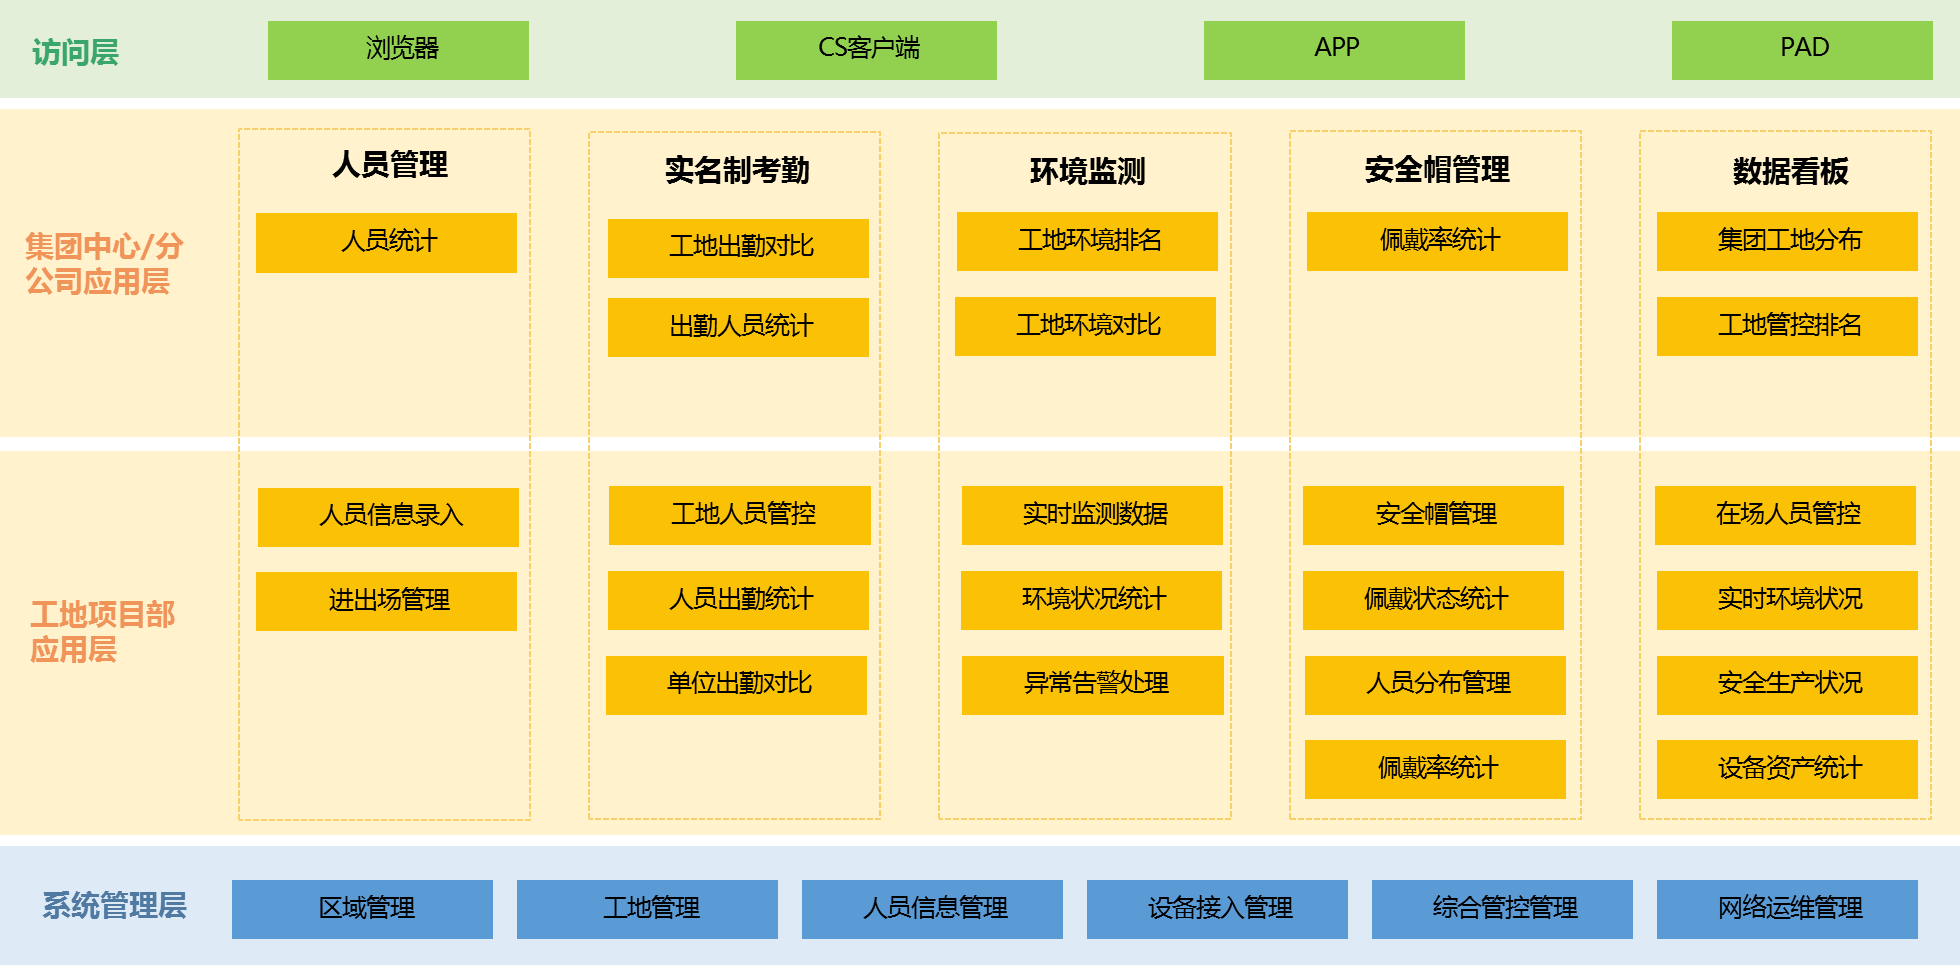 访问层
浏览器
CS客户端
APP
PAD
集团中心/分
公司应用层
人员管理
实名制考勤
环境监测
安全帽管理
数据看板
人员统计
工地出勤对比
工地环境排名
佩戴率统计
集团工地分布
出勤人员统计
工地环境对比
工地管控排名
工地项目部
应用层
人员信息录入
工地人员管控
实时监测数据
安全帽管理
在场人员管控
进出场管理
人员出勤统计
环境状况统计
佩戴状态统计
实时环境状况
单位出勤对比
异常告警处理
人员分布管理
安全生产状况
佩戴率统计
设备资产统计
系统管理层
区域管理
工地管理
人员信息管理
设备接入管理
综合管控管理
网络运维管理